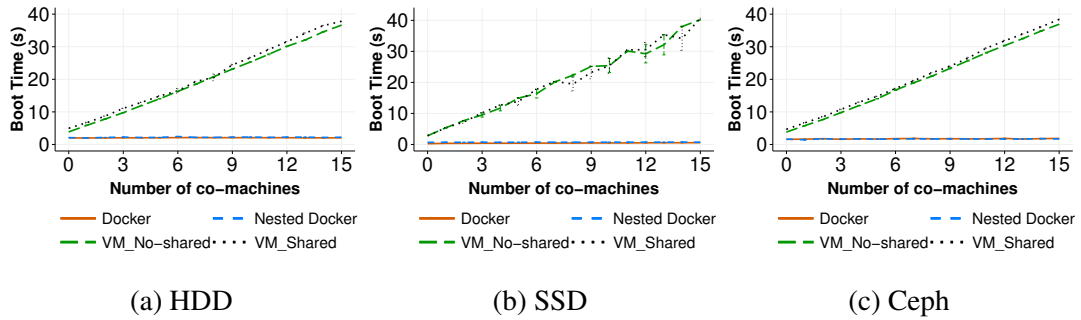 Boot Time (s)
40
30
20
10
0
0 3 6 9 12 15
Number of co-machines
Docker Nested Docker
VM_No-shared VM_Shared
(a) HDD
Boot Time (s)
40
30
20
10
0
0 3 6 9 12 15
Number of co-machines
Docker Nested Docker
VM_No-shared VM_Shared
(b) SSD
Boot Time (s)
40
30
20
10
0
0 3 6 9 12 15
Number of co-machines
Docker Nested Docker
VM_No-shared VM_Shared
(c) Ceph